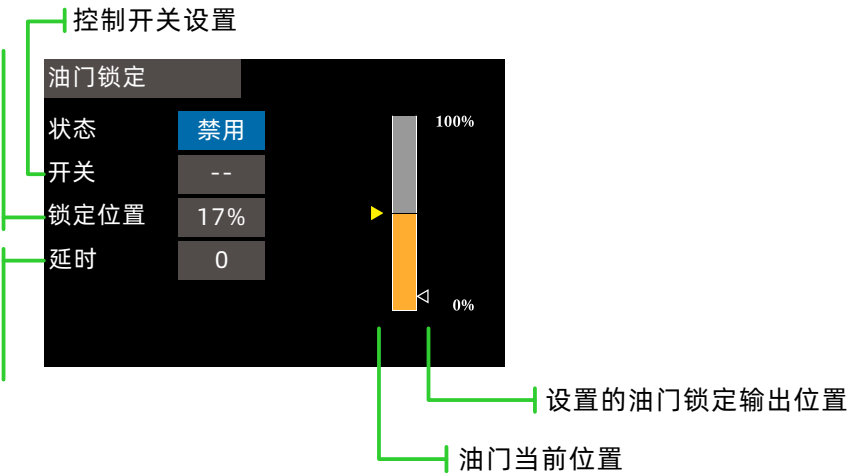 控制开关设置
油门锁定
状态 禁用
100%
开关 --
锁定位置 17%
延时 0
0%
设置的油门锁定输出位置
油门当前位置